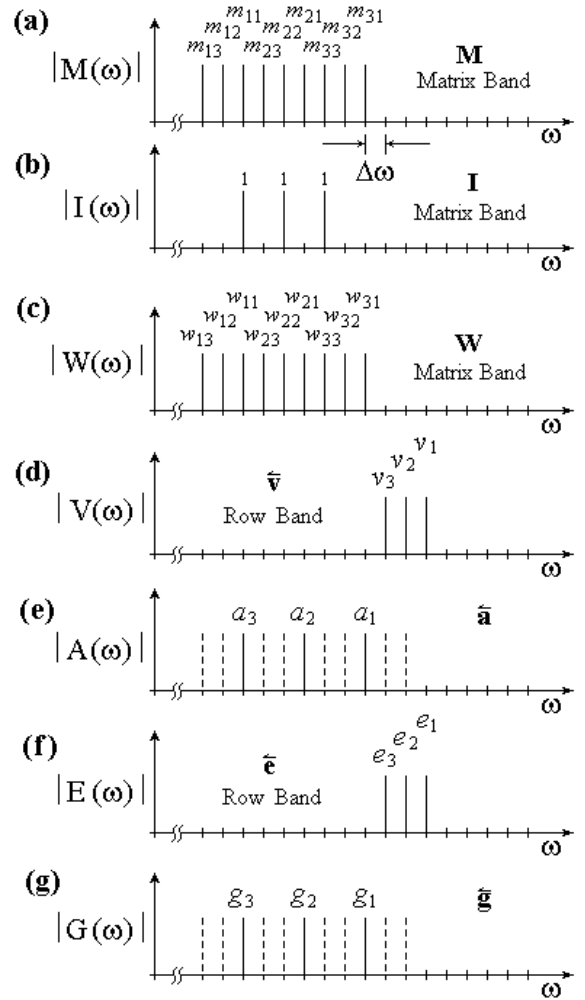 (a)
m₁₁ m₂₁ m₃₁
m₁₂ m₂₂ m₃₂
m₁₃ m₂₃ m₃₃
|M(ω)|
M
Matrix Band
ω
Δω
(b)
1 1 1
|I(ω)|
I
Matrix Band
ω
(c)
w₁₁ w₂₁ w₃₁
w₁₂ w₂₂ w₃₂
w₁₃ w₂₃ w₃₃
|W(ω)|
W
Matrix Band
ω
(d)
v₁
v₂
v₃
|V(ω)|
v⃖
Row Band
ω
(e)
a₃ a₂ a₁
|A(ω)|
a⃖
ω
(f)
e₁
e₂
e₃
|E(ω)|
e⃖
Row Band
ω
(g)
g₃ g₂ g₁
|G(ω)|
g⃖
ω